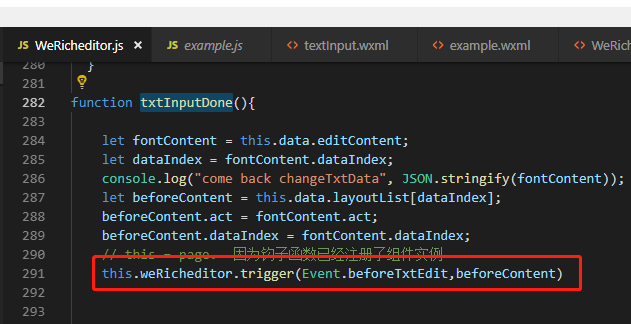 JS WeRicheditor.js × JS example.js <> textInput.wxml <> example.wxml <> WeRich
280 }
281
282 function txtInputDone(){
283
284 let fontContent = this.data.editContent;
285 let dataIndex = fontContent.dataIndex;
286 console.log("come back changeTxtData", JSON.stringify(fontContent));
287 let beforeContent = this.data.layoutList[dataIndex];
288 beforeContent.act = fontContent.act;
289 beforeContent.dataIndex = fontContent.dataIndex;
290 // this = page. 因为钩子函数已经注册了组件实例
291 this.weRicheditor.trigger(Event.beforeTxtEdit,beforeContent)
292
293